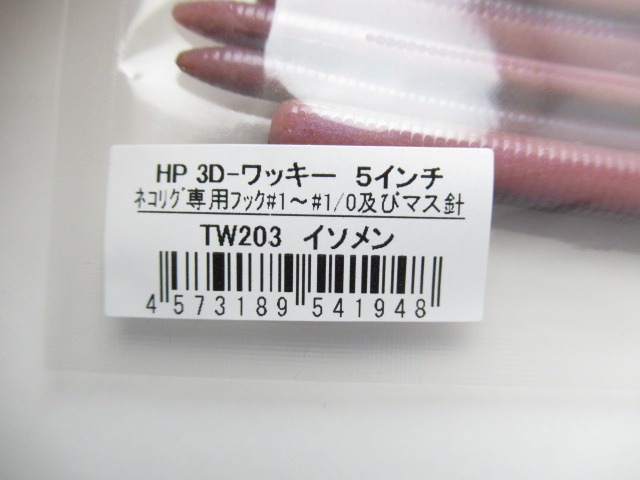 HP 3D-ワッキー 5インチ
ﾈｺﾘｸﾞ専用ﾌｯｸ#1～#1/0及びマス針
TW203 イソメン
4 573189 541948